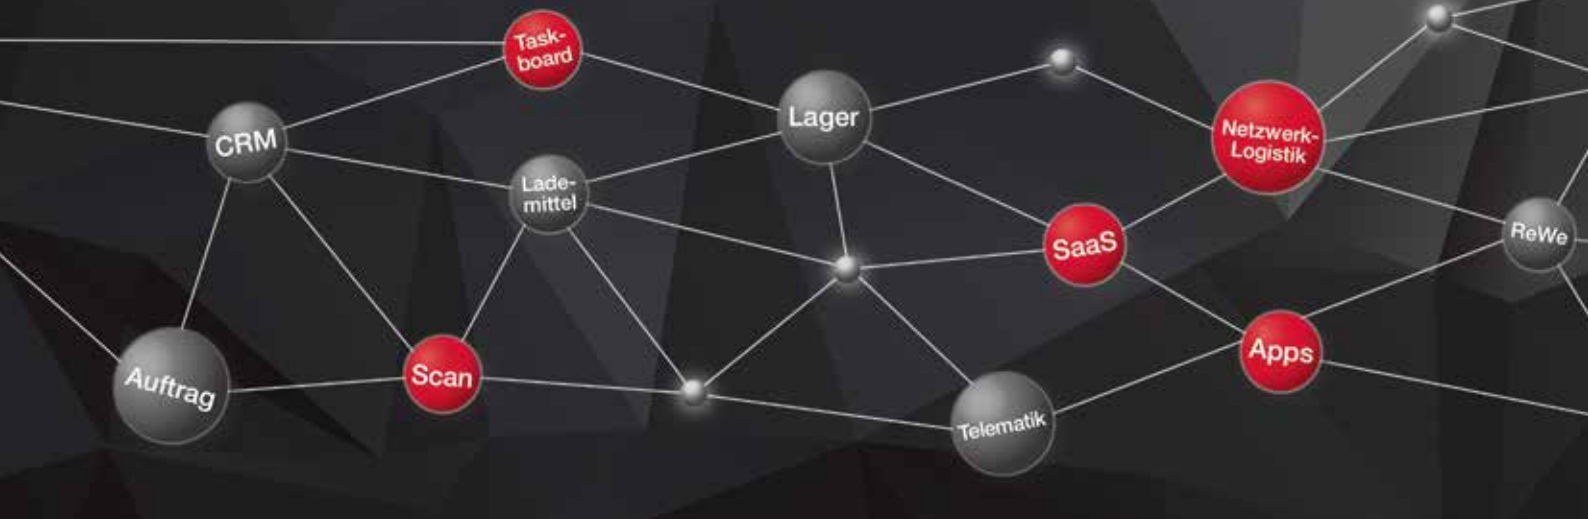 Task-
board
CRM
Lager
Netzwerk-
Logistik
Lade-
mittel
SaaS
ReWe
Auftrag
Scan
Apps
Telematik